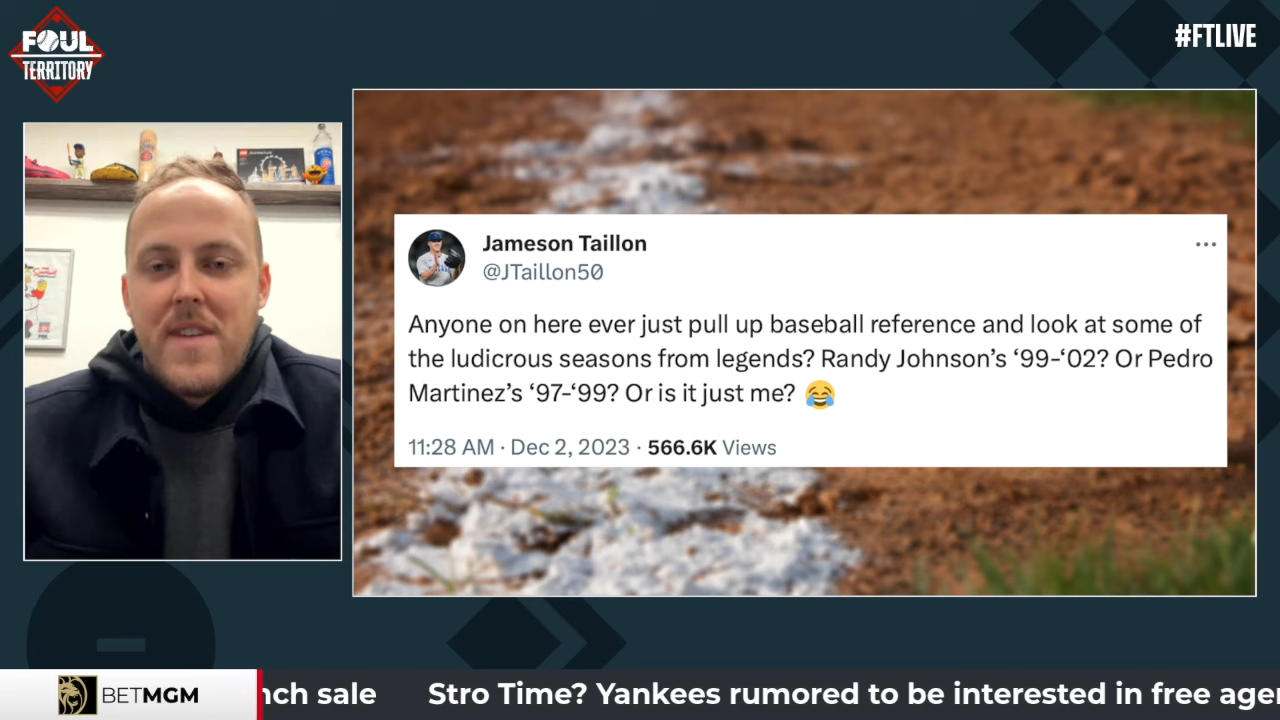 FOUL
TERRITORY
#FTLIVE
Jameson Taillon
@JTaillon50
Anyone on here ever just pull up baseball reference and look at some of
the ludicrous seasons from legends? Randy Johnson’s ‘99-‘02? Or Pedro
Martinez’s ‘97-‘99? Or is it just me? 😂
11:28 AM · Dec 2, 2023 · 566.6K Views
BETMGM
nch sale Stro Time? Yankees rumored to be interested in free age